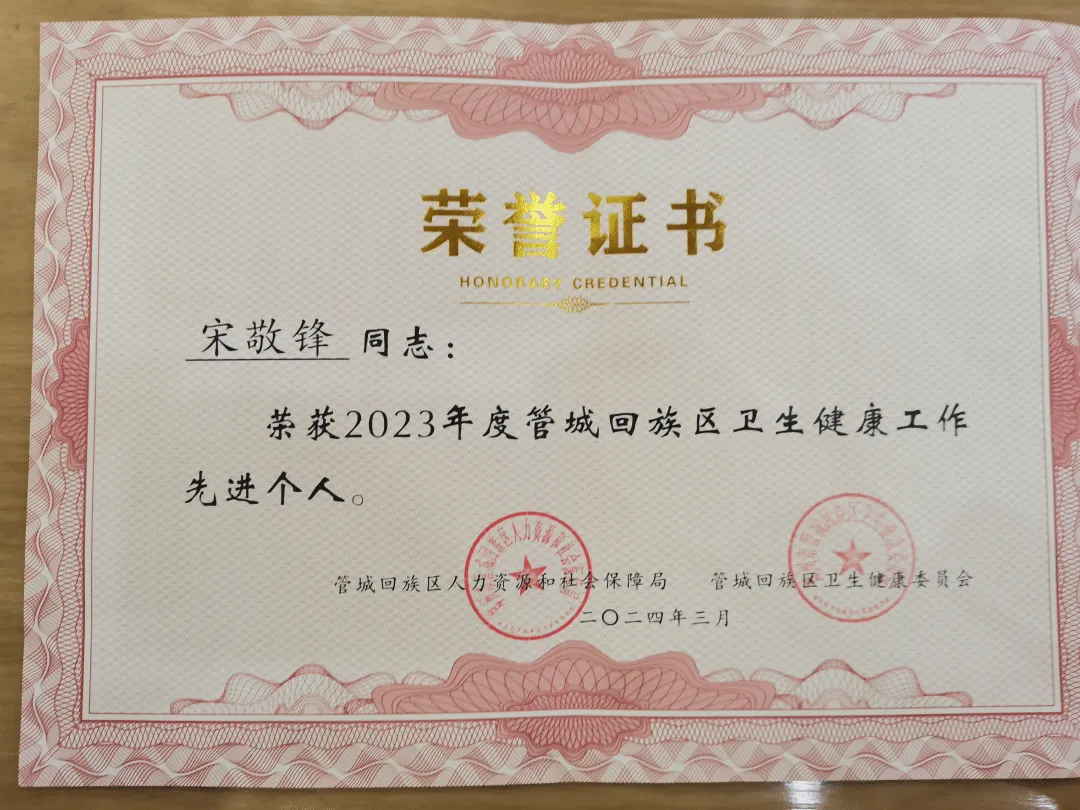 荣誉证书
HONORARY CREDENTIAL
宋敬锋 同志：
荣获2023年度管城回族区卫生健康工作
先进个人。
管城回族区人力资源和社会保障局 管城回族区卫生健康委员会
二〇二四年三月